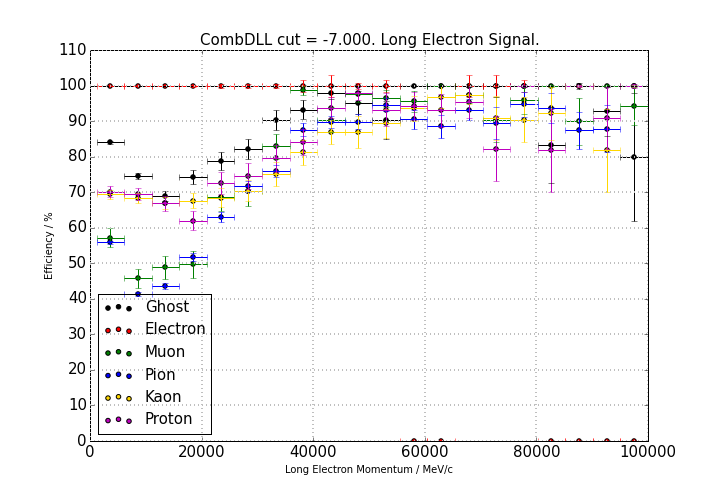 CombDLL cut = -7.000. Long Electron Signal.
110
100
90
80
70
60
50
40
30
20
10
0
Efficiency / %
Ghost
Electron
Muon
Pion
Kaon
Proton
0 20000 40000 60000 80000 100000
Long Electron Momentum / MeV/c